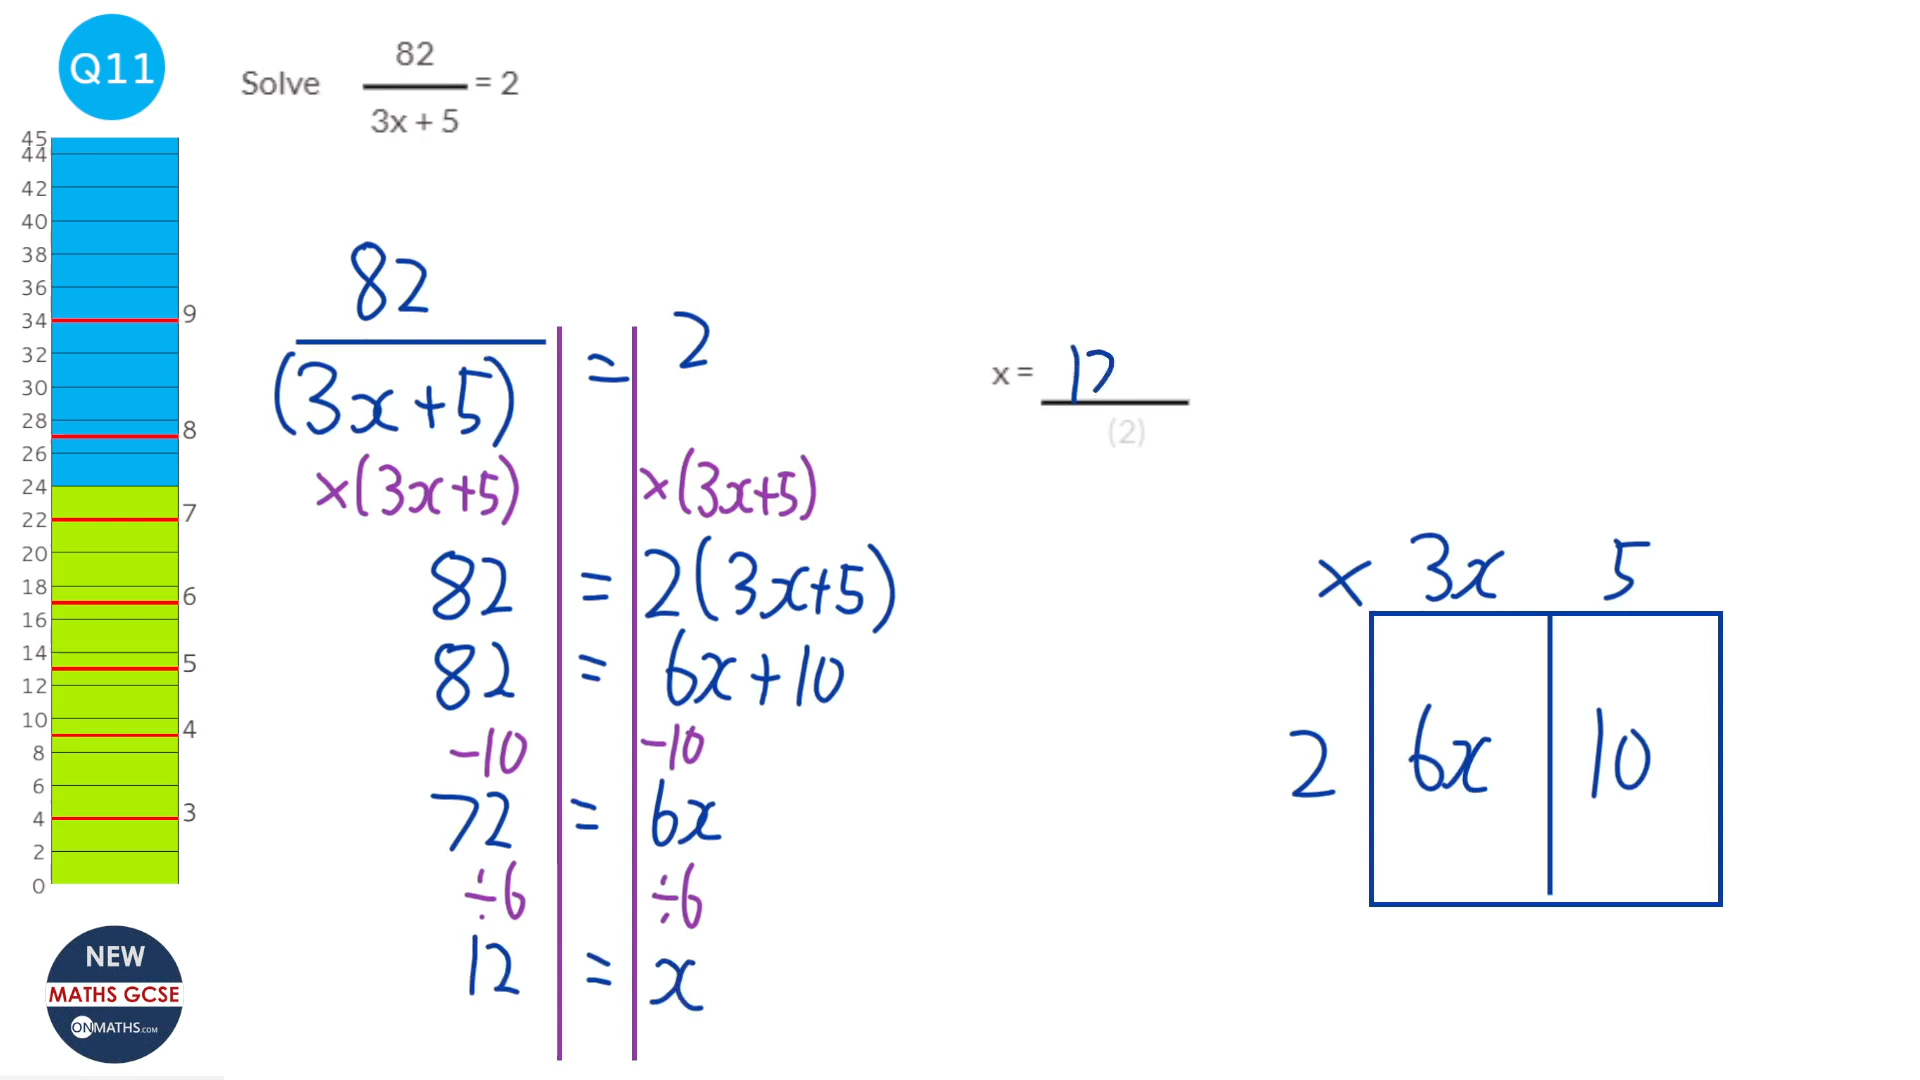 Q11
Solve 82 / 3x + 5 = 2
45
44
42
40
38
36
34
32
30
28
26
24
22
20
18
16
14
12
10
8
6
4
2
0
9
8
7
6
5
4
3
82 / (3x+5) = 2
×(3x+5) ×(3x+5)
82 = 2(3x+5)
82 = 6x+10
-10 -10
72 = 6x
÷6 ÷6
12 = x
x = 12
(2)
× 3x 5
2 6x 10
NEW
MATHS GCSE
ONMATHS.COM